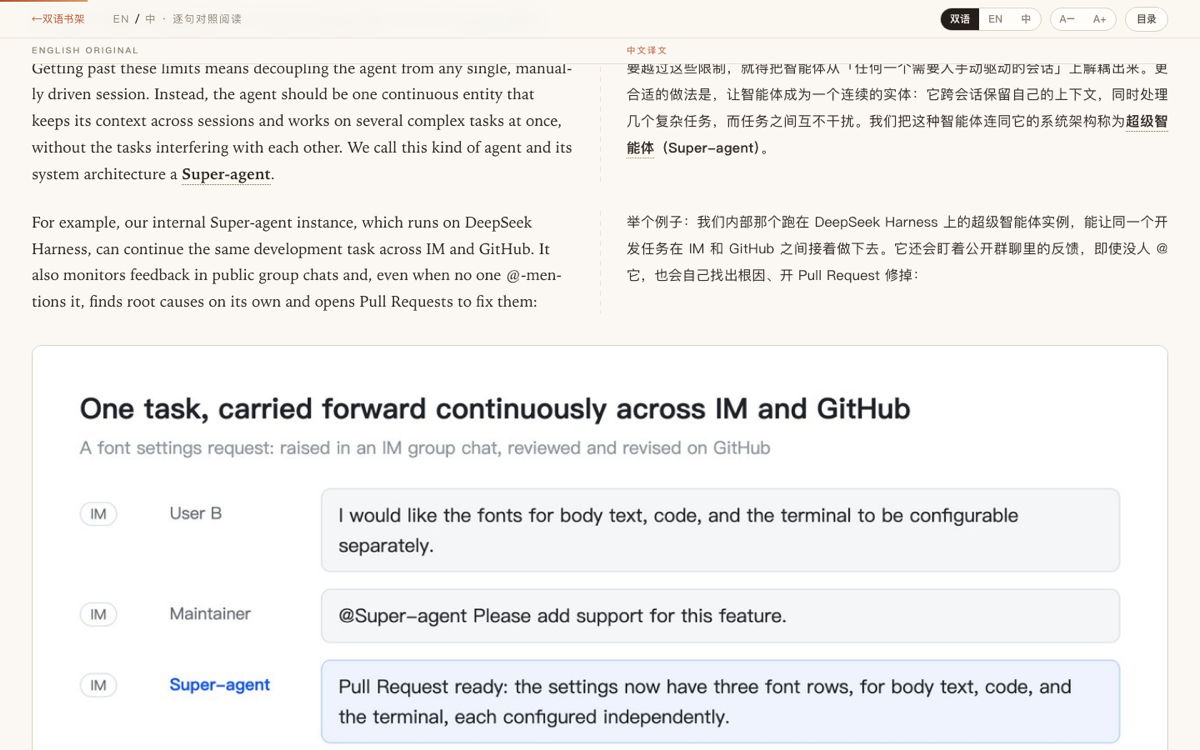 ←双语书架
EN / 中 · 逐句对照阅读
双语 EN 中
A− A+
目录
ENGLISH ORIGINAL
中文译文
Getting past these limits means decoupling the agent from any single, manual-
ly driven session. Instead, the agent should be one continuous entity that
keeps its context across sessions and works on several complex tasks at once,
without the tasks interfering with each other. We call this kind of agent and its
system architecture a Super-agent.
要越过这些限制，就得把智能体从「任何一个需要人手动驱动的会话」上解耦出来。更
合适的做法是，让智能体成为一个连续的实体：它跨会话保留自己的上下文，同时处理
几个复杂任务，而任务之间互不干扰。我们把这种智能体连同它的系统架构称为超级智
能体（Super-agent）。
For example, our internal Super-agent instance, which runs on DeepSeek
Harness, can continue the same development task across IM and GitHub. It
also monitors feedback in public group chats and, even when no one @-men-
tions it, finds root causes on its own and opens Pull Requests to fix them:
举个例子：我们内部那个跑在 DeepSeek Harness 上的超级智能体实例，能让同一个开
发任务在 IM 和 GitHub 之间接着做下去。它还会盯着公开群聊里的反馈，即使没人 @
它，也会自己找出根因、开 Pull Request 修掉：
One task, carried forward continuously across IM and GitHub
A font settings request: raised in an IM group chat, reviewed and revised on GitHub
IM
User B
I would like the fonts for body text, code, and the terminal to be configurable
separately.
IM
Maintainer
@Super-agent Please add support for this feature.
IM
Super-agent
Pull Request ready: the settings now have three font rows, for body text, code, and
the terminal, each configured independently.